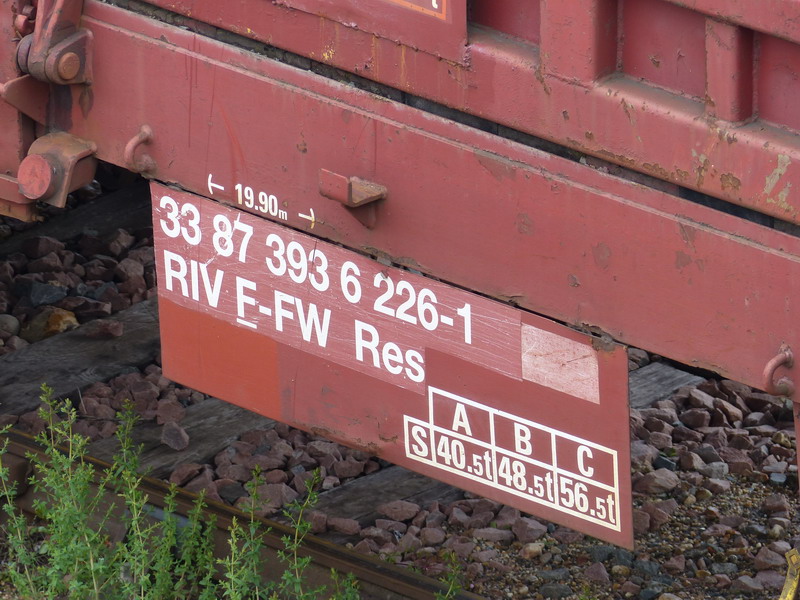 ← 19.90m →
33 87 393 6 226-1
RIV F-FW Res
A B C
S 40.5t 48.5t 56.5t